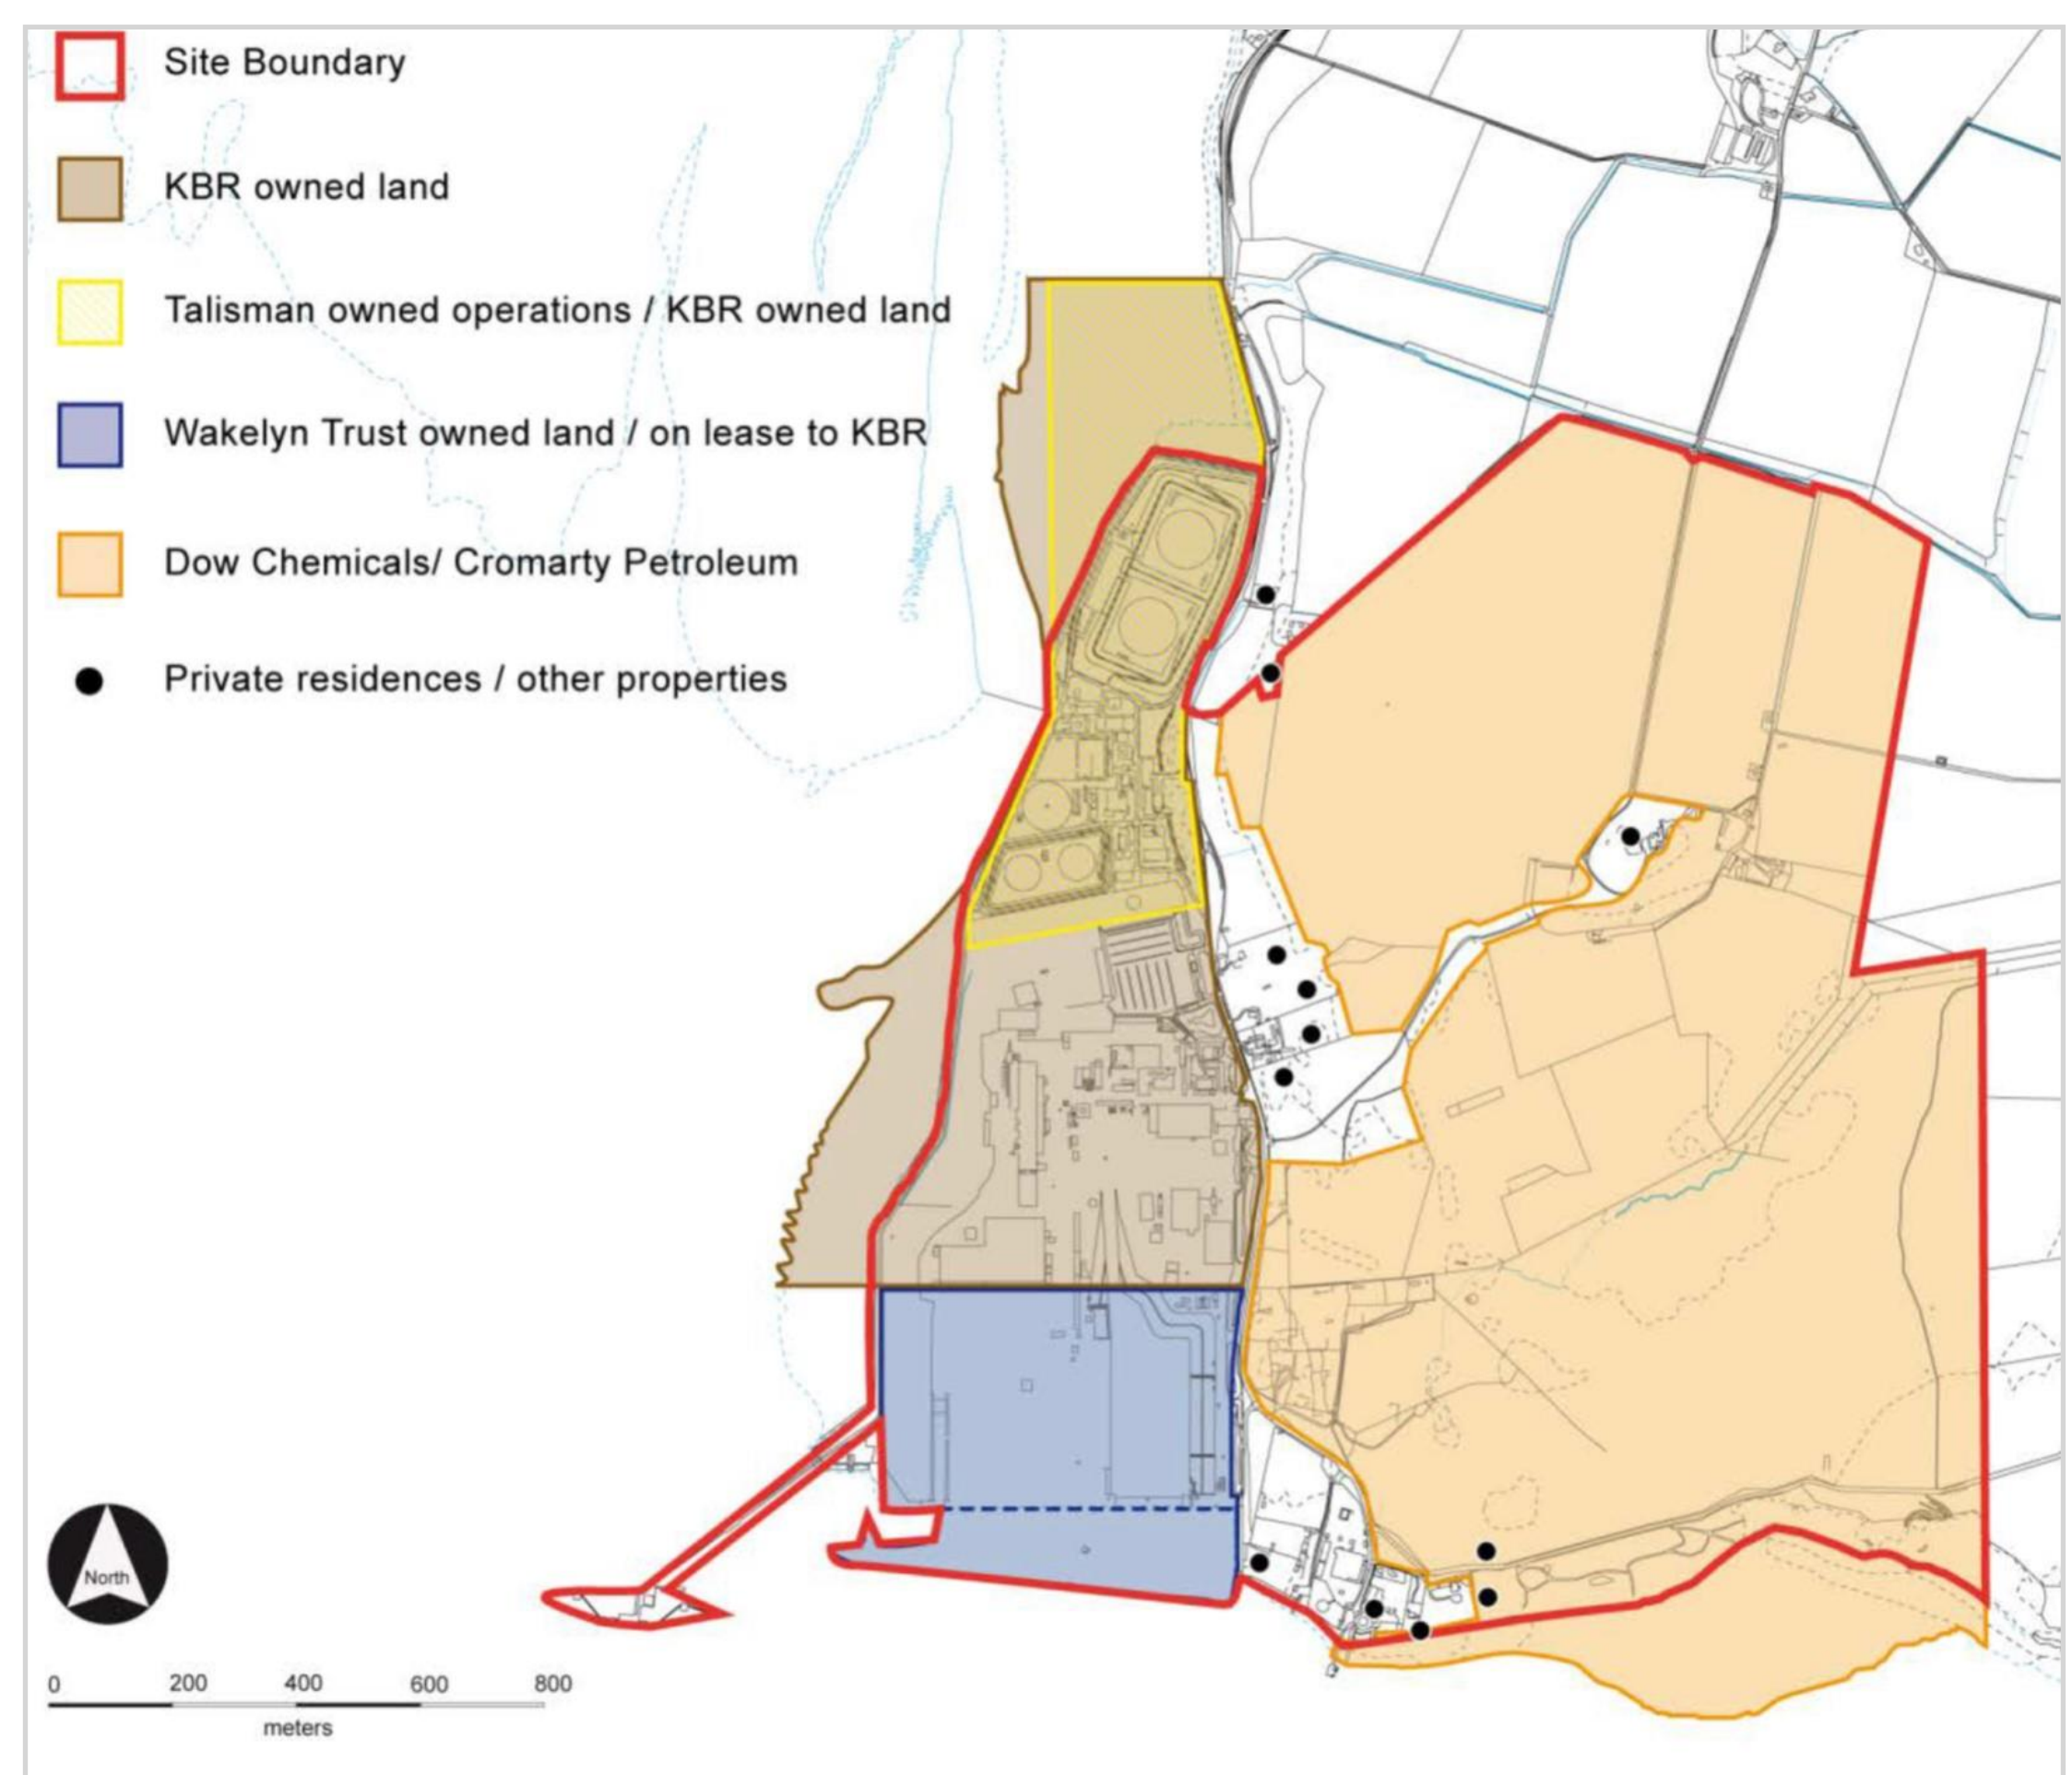 Site Boundary
KBR owned land
Talisman owned operations / KBR owned land
Wakelyn Trust owned land / on lease to KBR
Dow Chemicals/ Cromarty Petroleum
Private residences / other properties
North
0 200 400 600 800
meters